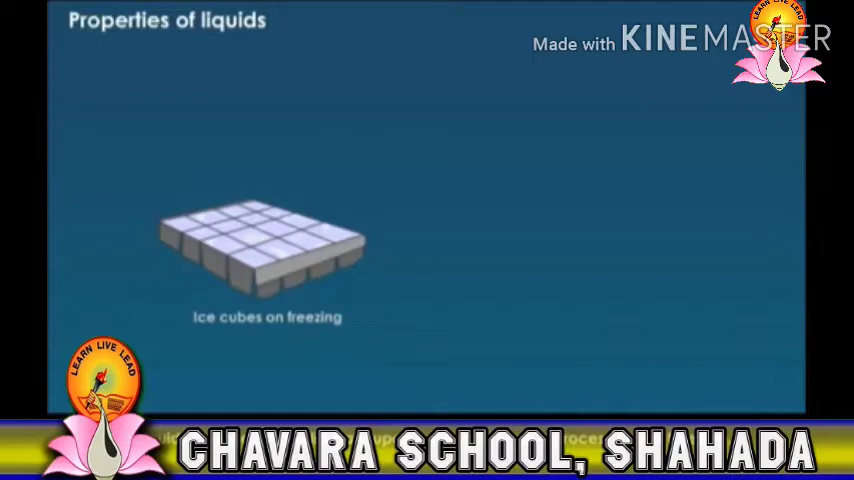 Properties of liquids
Made with KINEMASTER
LEARN LIVE LEAD
Ice cubes on freezing
LEARN LIVE LEAD
CHAVARA SCHOOL, SHAHADA